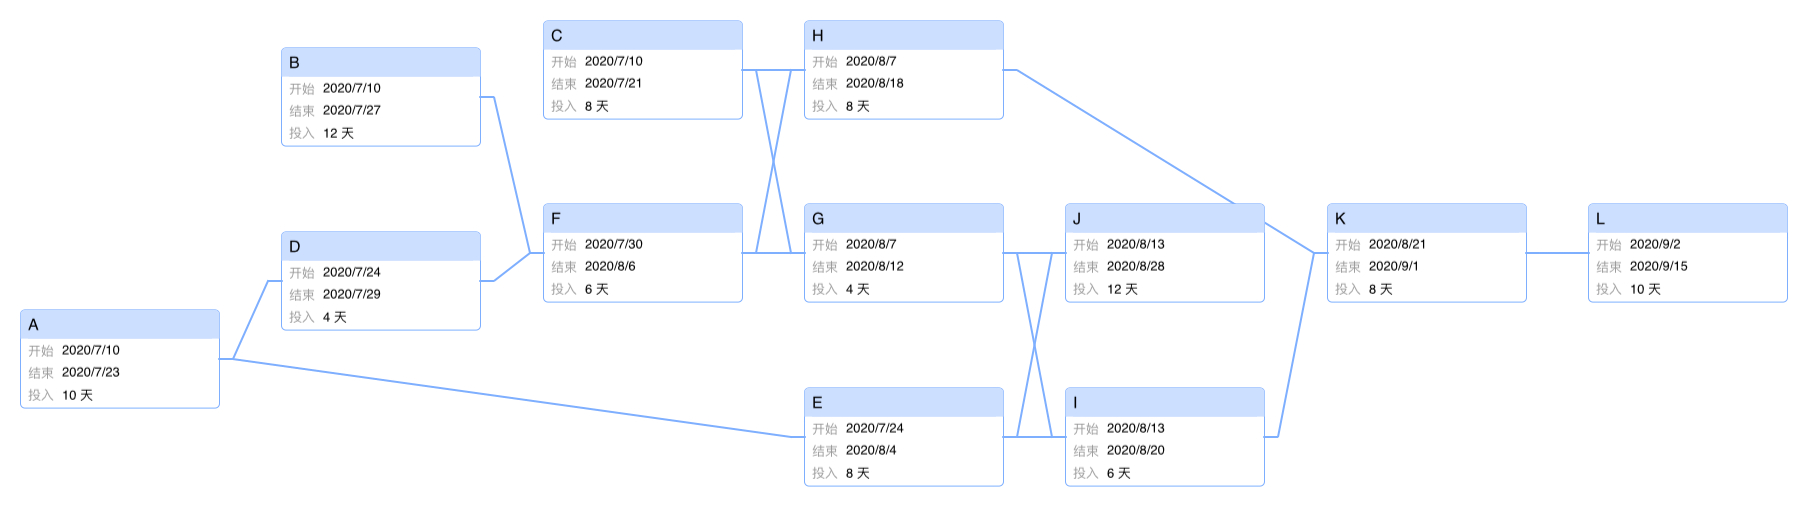 A
开始 2020/7/10
结束 2020/7/23
投入 10 天
B
开始 2020/7/10
结束 2020/7/27
投入 12 天
D
开始 2020/7/24
结束 2020/7/29
投入 4 天
C
开始 2020/7/10
结束 2020/7/21
投入 8 天
F
开始 2020/7/30
结束 2020/8/6
投入 6 天
H
开始 2020/8/7
结束 2020/8/18
投入 8 天
G
开始 2020/8/7
结束 2020/8/12
投入 4 天
E
开始 2020/7/24
结束 2020/8/4
投入 8 天
J
开始 2020/8/13
结束 2020/8/28
投入 12 天
I
开始 2020/8/13
结束 2020/8/20
投入 6 天
K
开始 2020/8/21
结束 2020/9/1
投入 8 天
L
开始 2020/9/2
结束 2020/9/15
投入 10 天